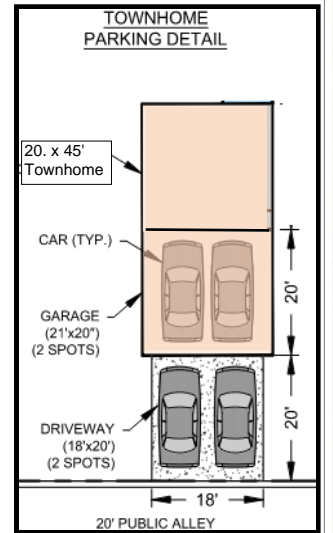 TOWNHOME
PARKING DETAIL
20. x 45'
Townhome
CAR (TYP.)
GARAGE
(21'x20")
(2 SPOTS)
20'
DRIVEWAY
(18'x20')
(2 SPOTS)
20'
18'
20' PUBLIC ALLEY